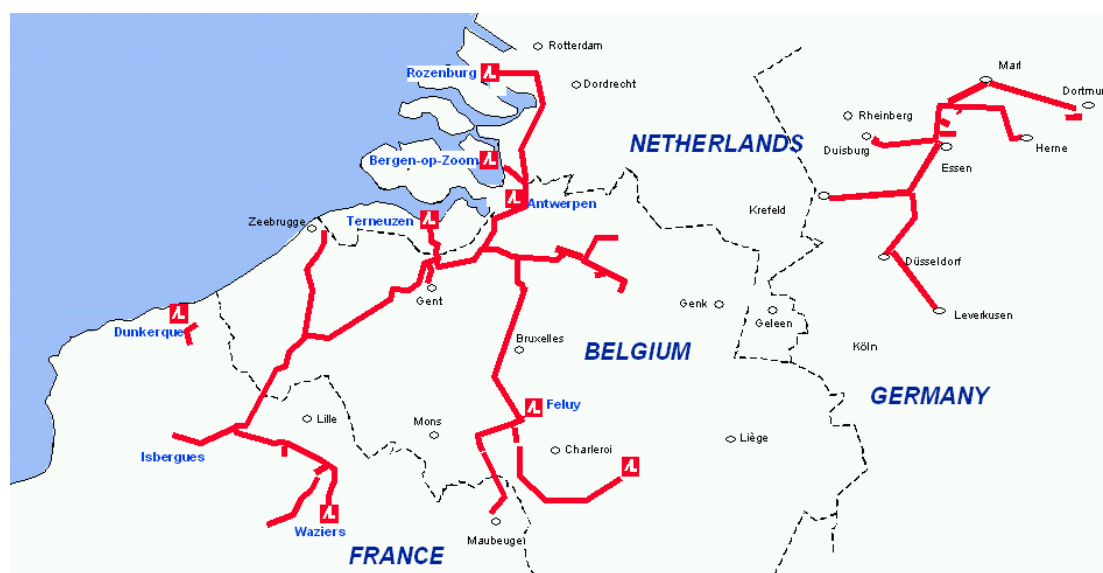 Rotterdam
Rozenburg
Marl
Dordrecht
Dortmur
Rheinberg
NETHERLANDS
Duisburg
Herne
Bergen-op-Zoom
Essen
Krefeld
Antwerpen
Terneuzen
Zeebrugge
Düsseldorf
Gent
Genk
Geleen
Leverkusen
Dunkerque
Bruxelles
BELGIUM
Köln
GERMANY
Feluy
Lille
Mons
Liège
Charleroi
Isbergues
Waziers
Maubeuge
FRANCE